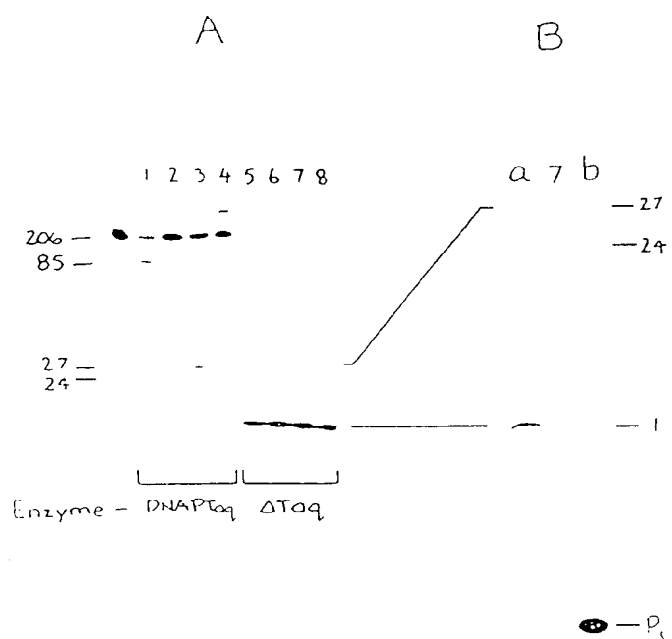 A B
1 2 3 4 5 6 7 8
a 7 b
206 —
85 —
27 —
24 —
— 27
— 24
— 1
Enzyme – DNAPTaq ΔTaq
— Pi